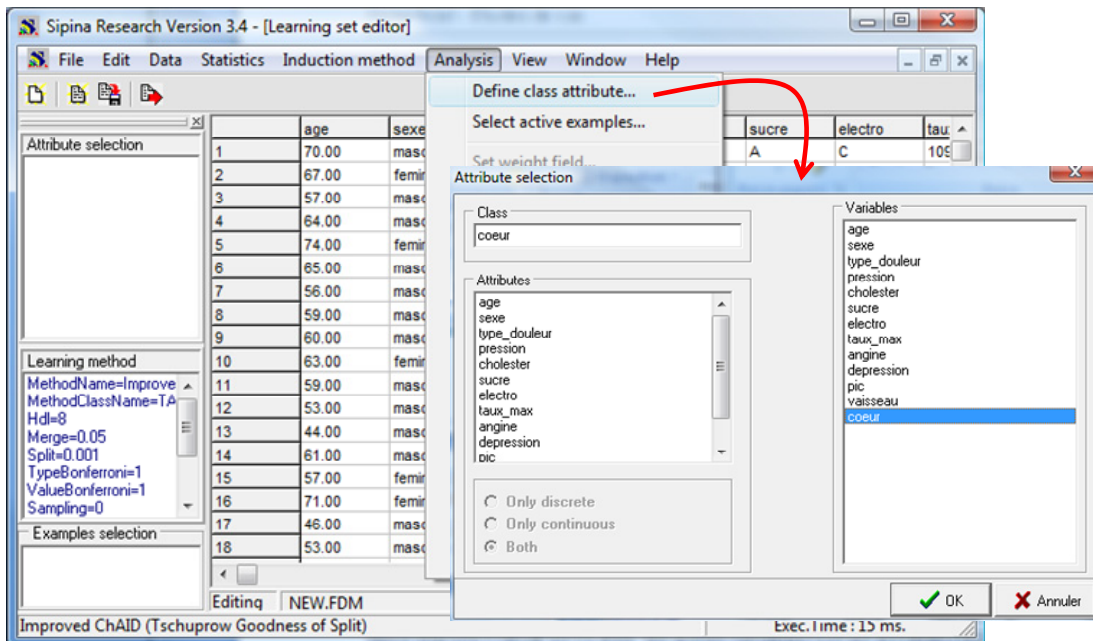 Sipina Research Version 3.4 - [Learning set editor]
File Edit Data Statistics Induction method Analysis View Window Help
Define class attribute...
Select active examples...
Set weight field...
Attribute selection
age sexe sucre electro
1 70.00 A C
2 67.00
3 57.00
4 64.00
5 74.00
6 65.00
7 56.00
8 59.00
9 60.00
10 63.00
11 59.00
12 53.00
13 44.00
14 61.00
15 57.00
16 71.00
17 46.00
18 53.00
Learning method
MethodName=Improve
MethodClassName=TA
Hdl=8
Merge=0.05
Split=0.001
TypeBonferroni=1
ValueBonferroni=1
Sampling=0
Examples selection
Editing NEW.FDM
Improved ChAID (Tschuprow Goodness of Split) Exec.Time : 15 ms.
Attribute selection
Class
coeur
Attributes
age
sexe
type_douleur
pression
cholester
sucre
electro
taux_max
angine
depression
pic
Only discrete
Only continuous
Both
Variables
age
sexe
type_douleur
pression
cholester
sucre
electro
taux_max
angine
depression
pic
vaisseau
coeur
OK Annuler